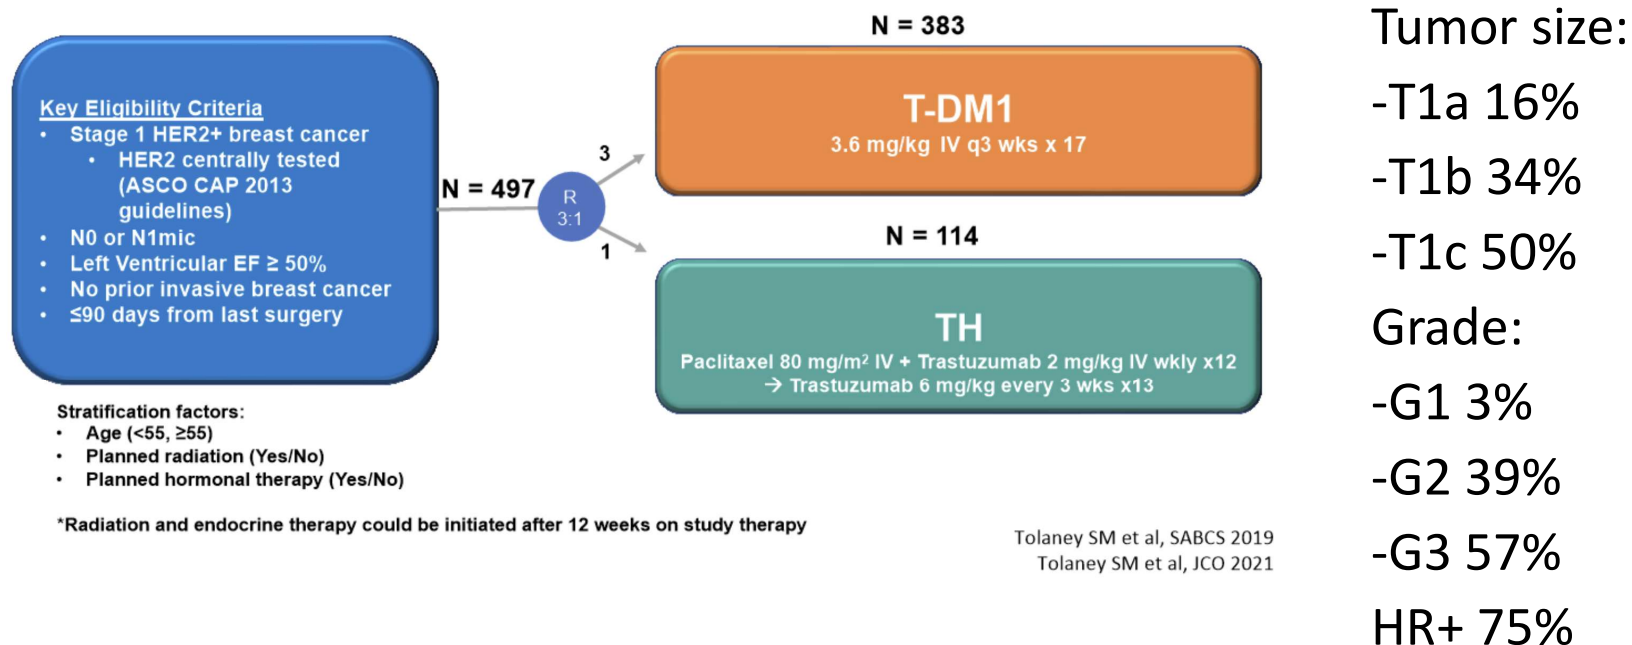 Key Eligibility Criteria
• Stage 1 HER2+ breast cancer
• HER2 centrally tested
(ASCO CAP 2013
guidelines)
• N0 or N1mic
• Left Ventricular EF ≥ 50%
• No prior invasive breast cancer
• ≤90 days from last surgery
N = 497
R
3:1
3
1
N = 383
T-DM1
3.6 mg/kg IV q3 wks x 17
N = 114
TH
Paclitaxel 80 mg/m² IV + Trastuzumab 2 mg/kg IV wkly x12
→ Trastuzumab 6 mg/kg every 3 wks x13
Stratification factors:
• Age (<55, ≥55)
• Planned radiation (Yes/No)
• Planned hormonal therapy (Yes/No)
*Radiation and endocrine therapy could be initiated after 12 weeks on study therapy
Tolaney SM et al, SABCS 2019
Tolaney SM et al, JCO 2021
Tumor size:
-T1a 16%
-T1b 34%
-T1c 50%
Grade:
-G1 3%
-G2 39%
-G3 57%
HR+ 75%